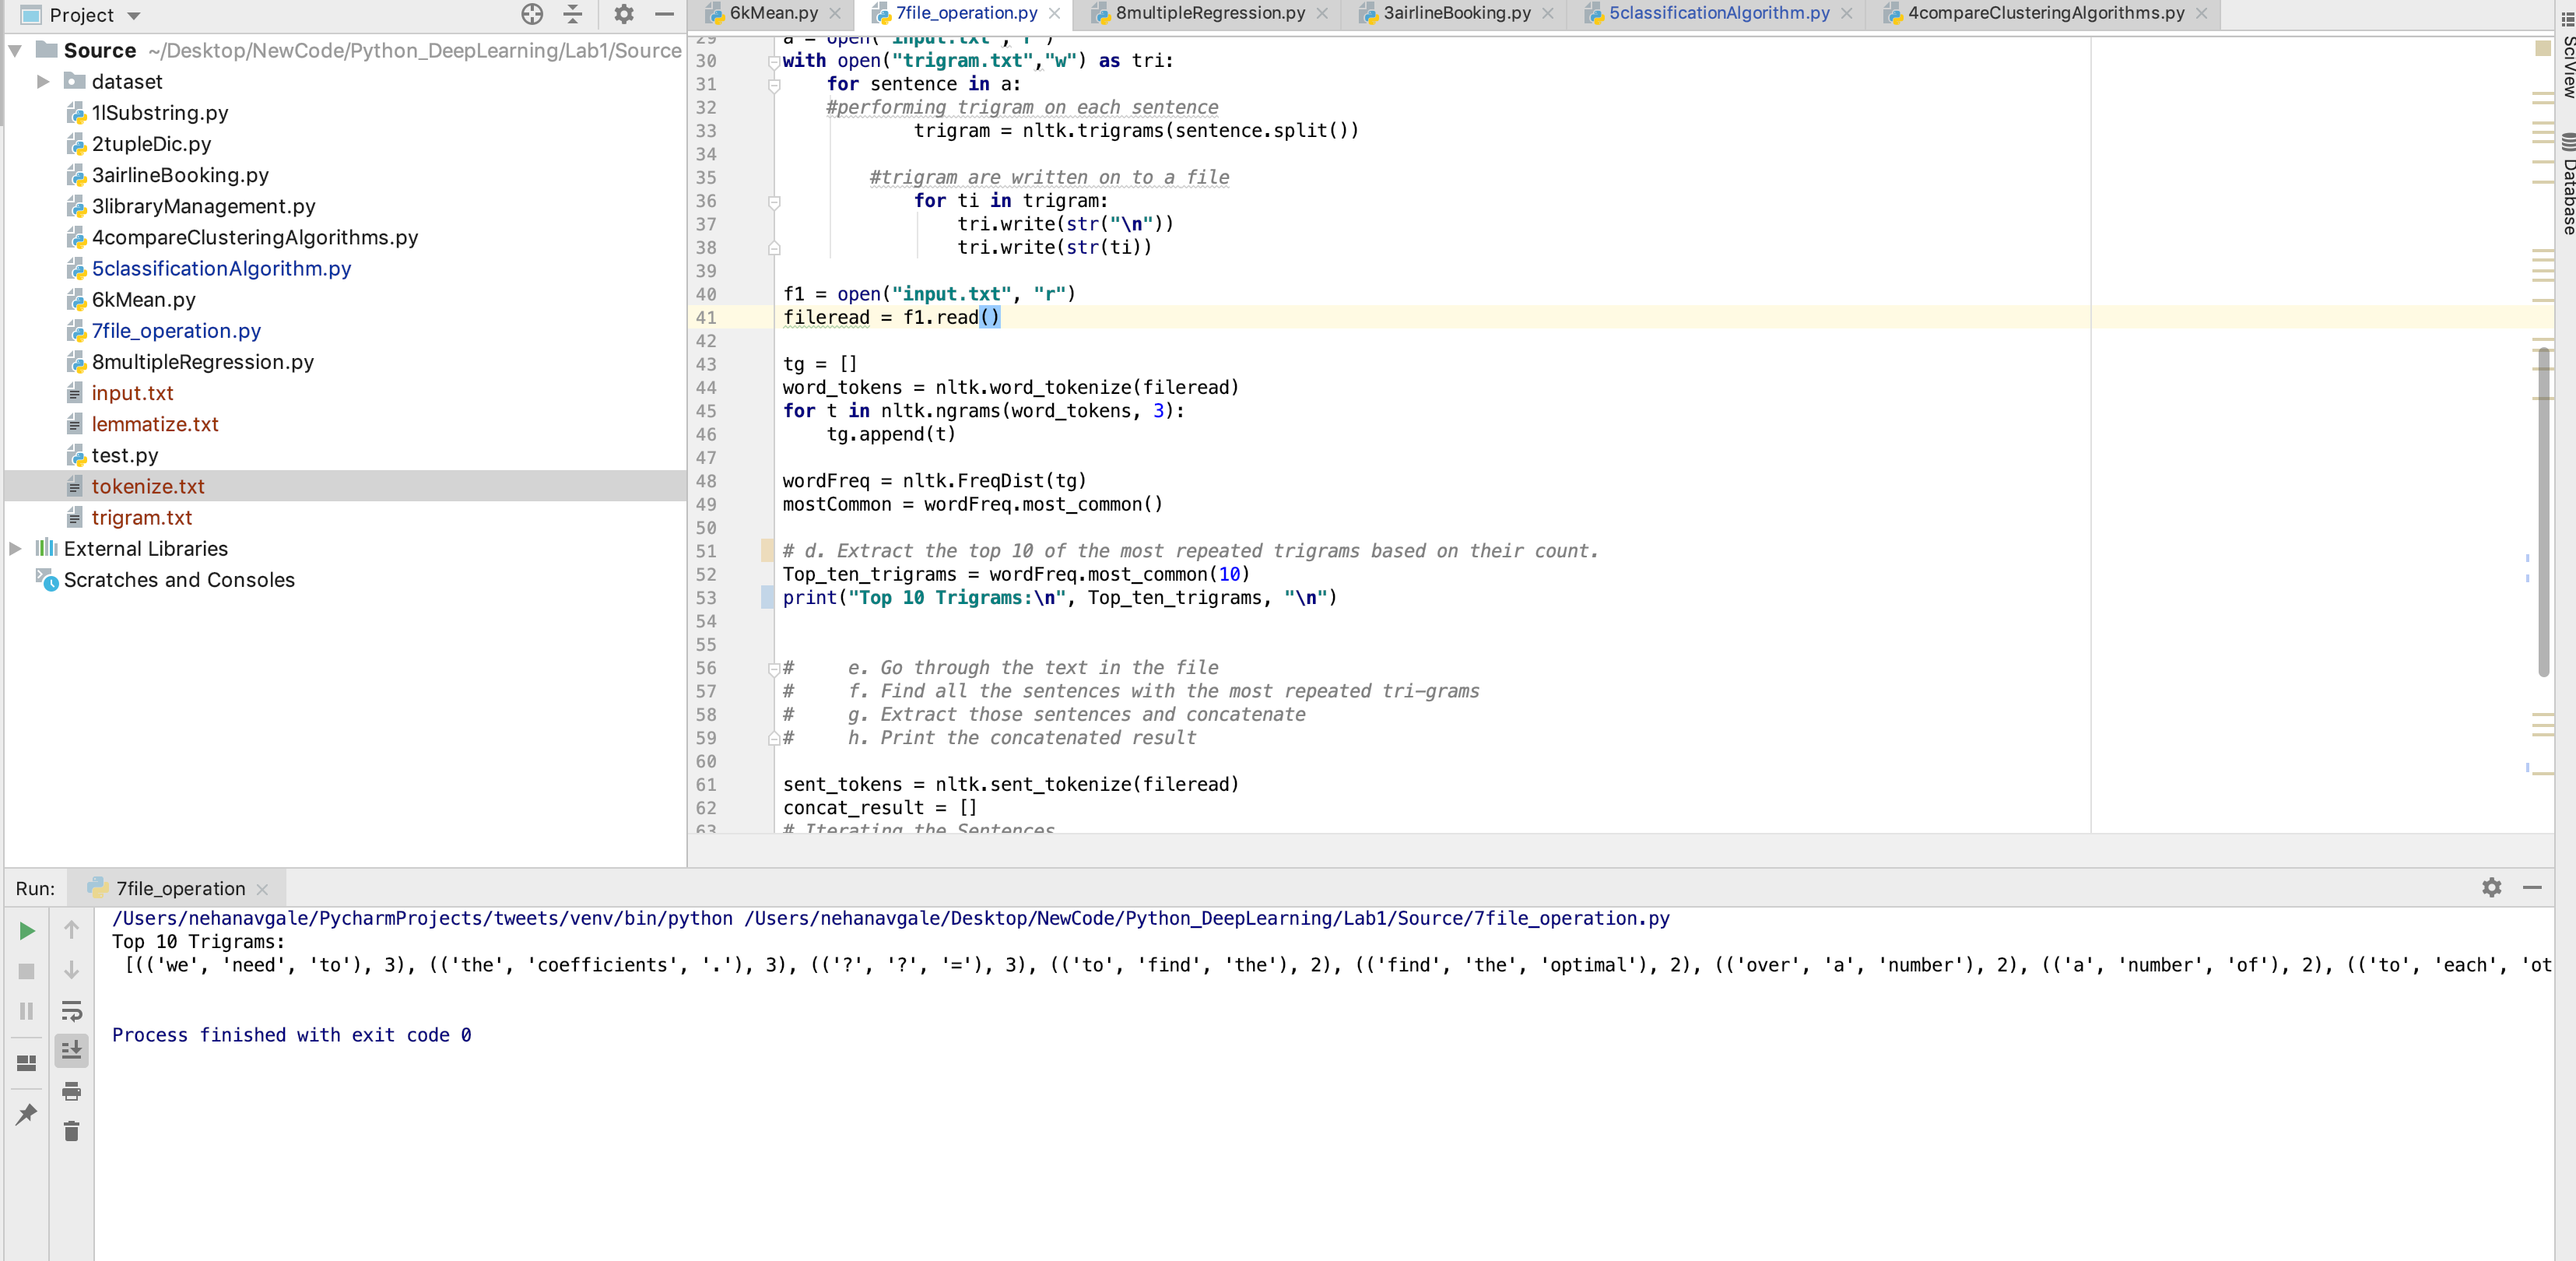 Project
Source ~/Desktop/NewCode/Python_DeepLearning/Lab1/Source
dataset
1lSubstring.py
2tupleDic.py
3airlineBooking.py
3libraryManagement.py
4compareClusteringAlgorithms.py
5classificationAlgorithm.py
6kMean.py
7file_operation.py
8multipleRegression.py
input.txt
lemmatize.txt
test.py
tokenize.txt
trigram.txt
External Libraries
Scratches and Consoles
6kMean.py 7file_operation.py 8multipleRegression.py 3airlineBooking.py 5classificationAlgorithm.py 4compareClusteringAlgorithms.py
29 a = open("input.txt","r")
30 with open("trigram.txt","w") as tri:
31 for sentence in a:
32 #performing trigram on each sentence
33 trigram = nltk.trigrams(sentence.split())
34
35 #trigram are written on to a file
36 for ti in trigram:
37 tri.write(str("\n"))
38 tri.write(str(ti))
39
40 f1 = open("input.txt", "r")
41 fileread = f1.read()
42
43 tg = []
44 word_tokens = nltk.word_tokenize(fileread)
45 for t in nltk.ngrams(word_tokens, 3):
46 tg.append(t)
47
48 wordFreq = nltk.FreqDist(tg)
49 mostCommon = wordFreq.most_common()
50
51 # d. Extract the top 10 of the most repeated trigrams based on their count.
52 Top_ten_trigrams = wordFreq.most_common(10)
53 print("Top 10 Trigrams:\n", Top_ten_trigrams, "\n")
54
55
56 # e. Go through the text in the file
57 # f. Find all the sentences with the most repeated tri-grams
58 # g. Extract those sentences and concatenate
59 # h. Print the concatenated result
60
61 sent_tokens = nltk.sent_tokenize(fileread)
62 concat_result = []
63 # Iterating the Sentences
SciView
Database
Run: 7file_operation
/Users/nehanavgale/PycharmProjects/tweets/venv/bin/python /Users/nehanavgale/Desktop/NewCode/Python_DeepLearning/Lab1/Source/7file_operation.py
Top 10 Trigrams:
[(('we', 'need', 'to'), 3), (('the', 'coefficients', '.'), 3), (('?', '?', '='), 3), (('to', 'find', 'the'), 2), (('find', 'the', 'optimal'), 2), (('over', 'a', 'number'), 2), (('a', 'number', 'of'), 2), (('to', 'each', 'ot
Process finished with exit code 0